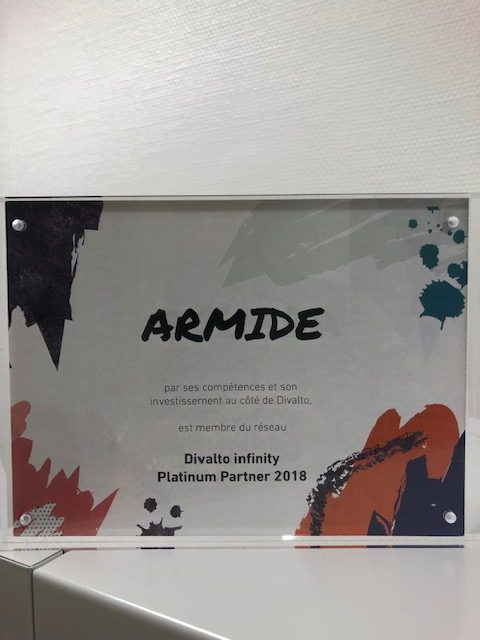 ARMIDE
par ses compétences et son
investissement au côté de Divalto,
est membre du réseau
Divalto infinity
Platinum Partner 2018